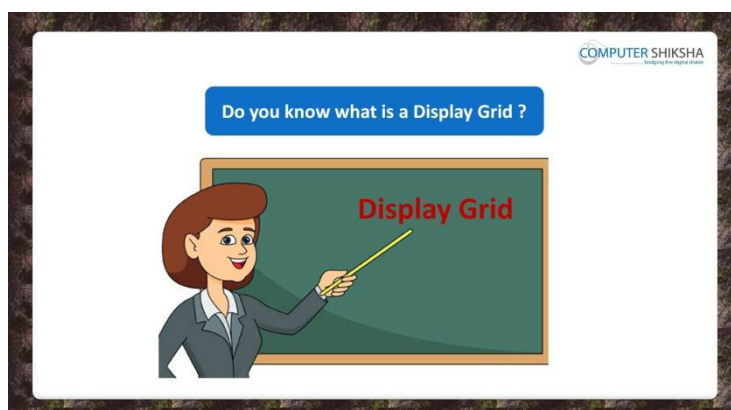 COMPUTER SHIKSHA
bridging the digital divide
Do you know what is a Display Grid ?
Display Grid